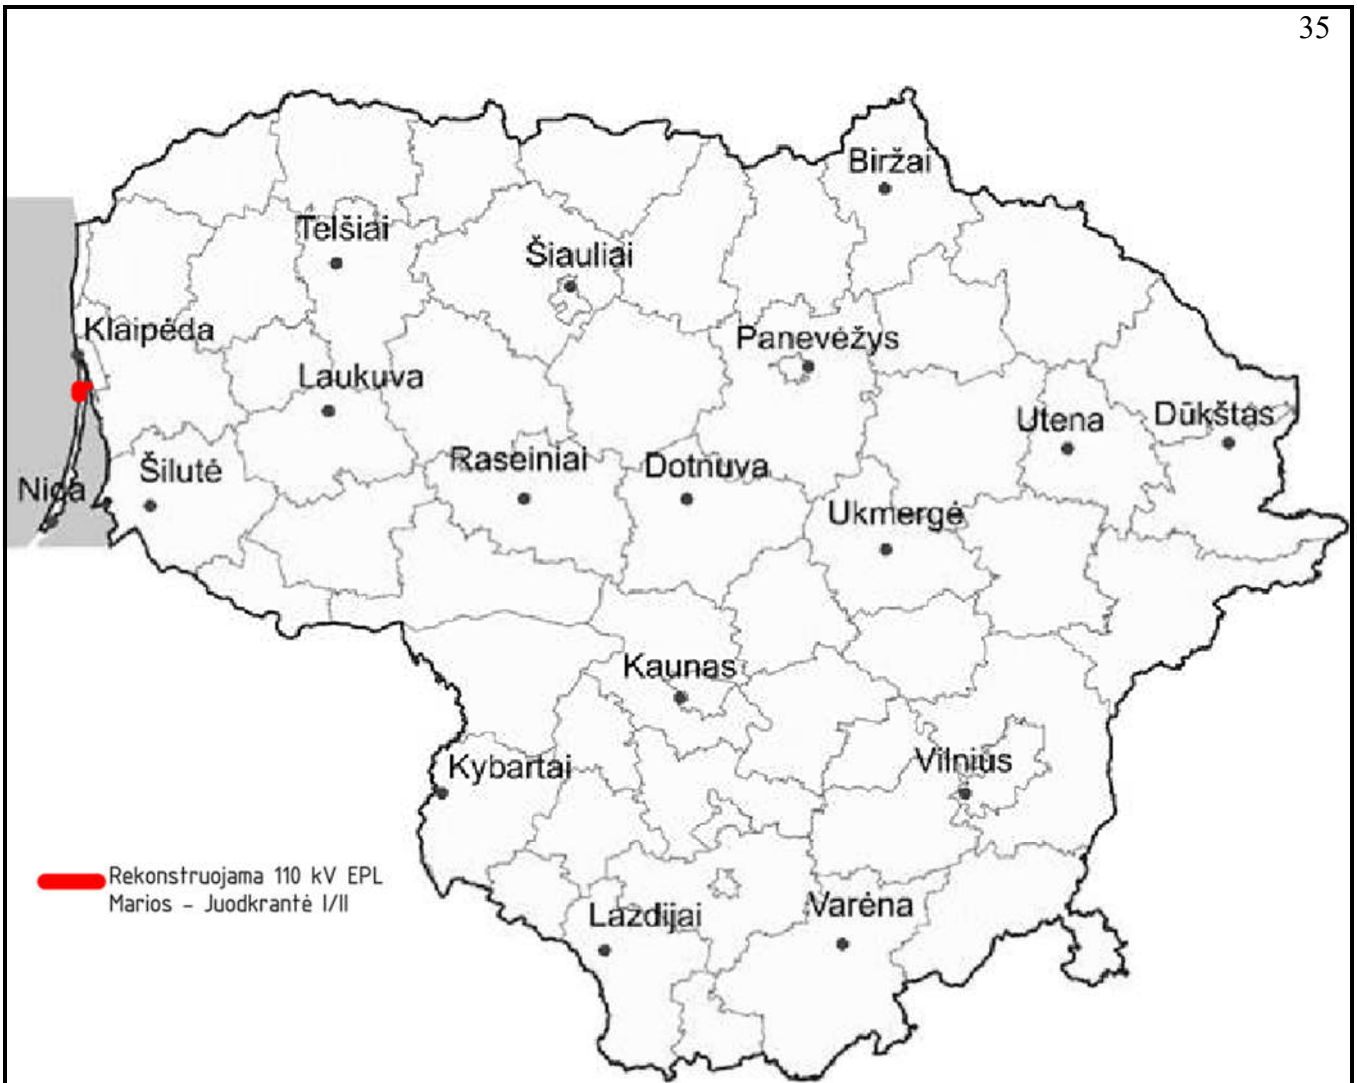 35
Biržai
Telšiai
Šiauliai
Klaipėda
Panevėžys
Laukuva
Utena
Dūkštas
Raseiniai
Dotnuva
Šilutė
Nida
Ukmergė
Kaunas
Vilnius
Kybartai
Rekonstruojama 110 kV EPL
Marios - Juodkrantė I/II
Lazdijai
Varėna